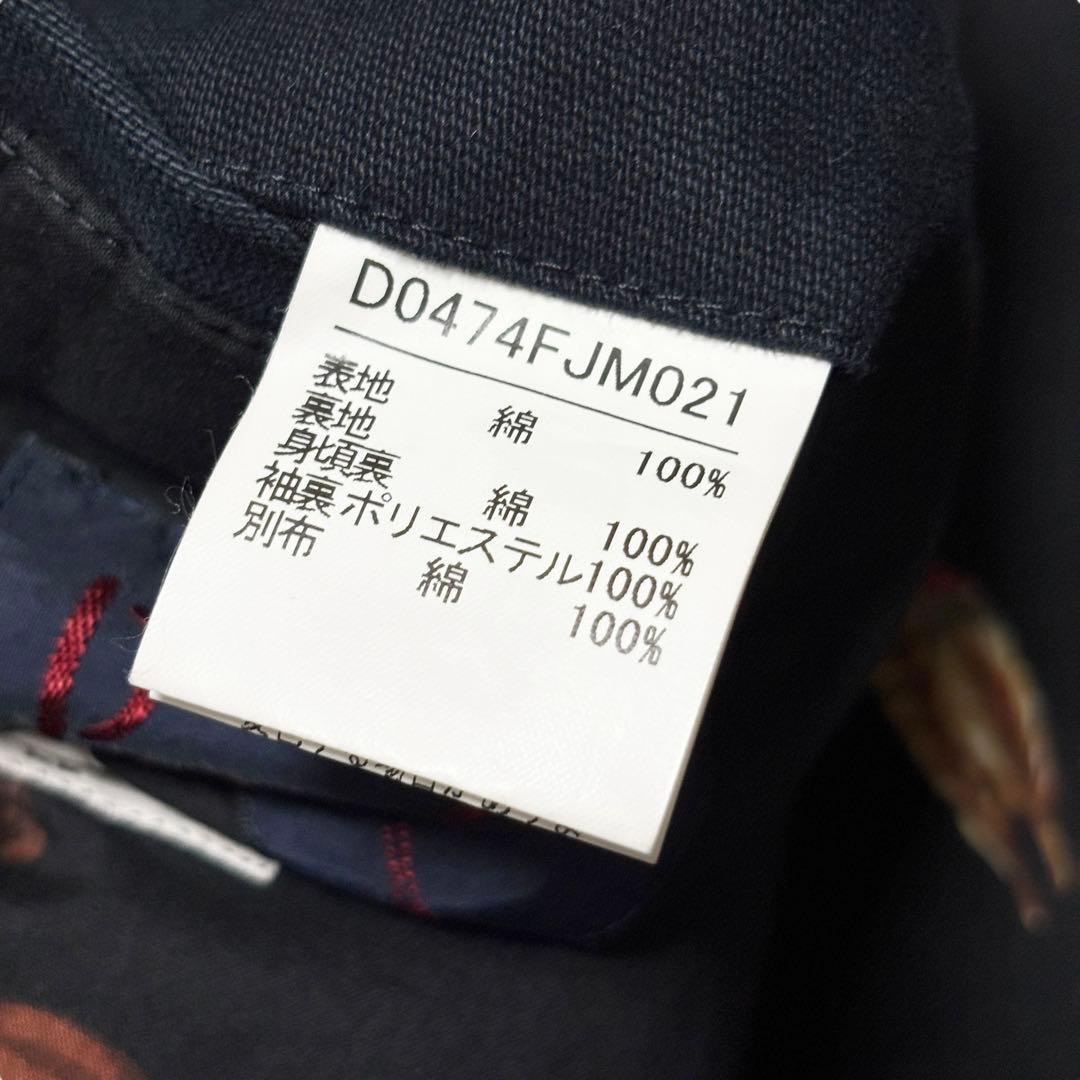 D0474FJM021
表地 綿 100%
裏地
身頃裏 綿 100%
袖裏 ポリエステル100%
別布 綿 100%